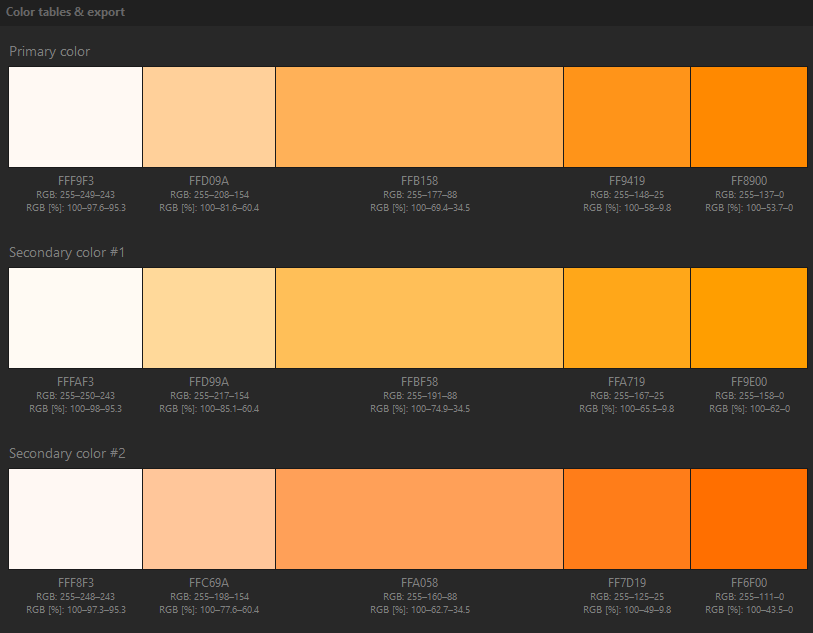 Color tables & export
Primary color
FFF9F3 FFD09A FFB158 FF9419 FF8900
RGB: 255–249–243 RGB: 255–208–154 RGB: 255–177–88 RGB: 255–148–25 RGB: 255–137–0
RGB [%]: 100–97.6–95.3 RGB [%]: 100–81.6–60.4 RGB [%]: 100–69.4–34.5 RGB [%]: 100–58–9.8 RGB [%]: 100–53.7–0
Secondary color #1
FFFAF3 FFD99A FFBF58 FFA719 FF9E00
RGB: 255–250–243 RGB: 255–217–154 RGB: 255–191–88 RGB: 255–167–25 RGB: 255–158–0
RGB [%]: 100–98–95.3 RGB [%]: 100–85.1–60.4 RGB [%]: 100–74.9–34.5 RGB [%]: 100–65.5–9.8 RGB [%]: 100–62–0
Secondary color #2
FFF8F3 FFC69A FFA058 FF7D19 FF6F00
RGB: 255–248–243 RGB: 255–198–154 RGB: 255–160–88 RGB: 255–125–25 RGB: 255–111–0
RGB [%]: 100–97.3–95.3 RGB [%]: 100–77.6–60.4 RGB [%]: 100–62.7–34.5 RGB [%]: 100–49–9.8 RGB [%]: 100–43.5–0